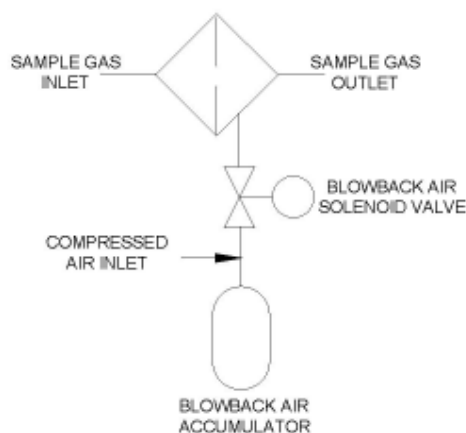 SAMPLE GAS
INLET
SAMPLE GAS
OUTLET
BLOWBACK AIR
SOLENOID VALVE
COMPRESSED
AIR INLET
BLOWBACK AIR
ACCUMULATOR